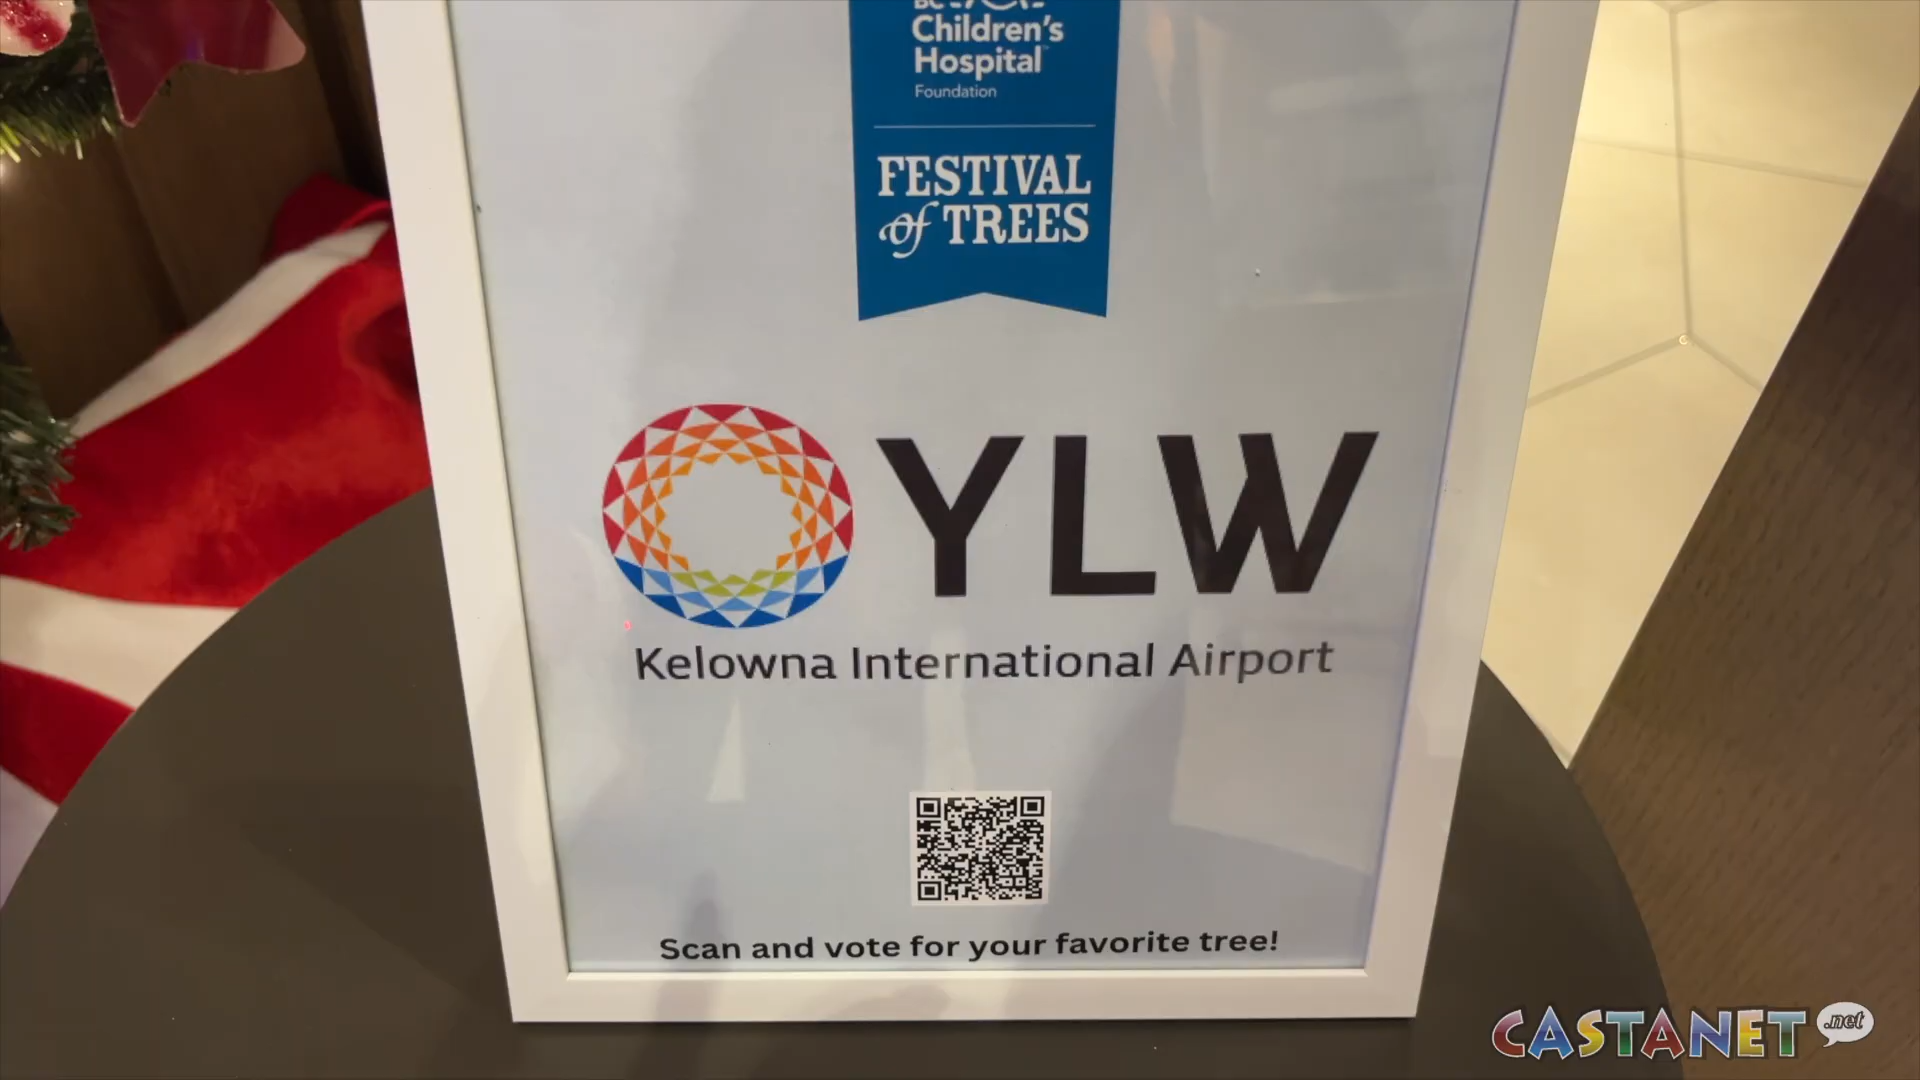 BC
Children's
Hospital
Foundation
FESTIVAL
of TREES
YLW
Kelowna International Airport
Scan and vote for your favorite tree!
CASTANET.net